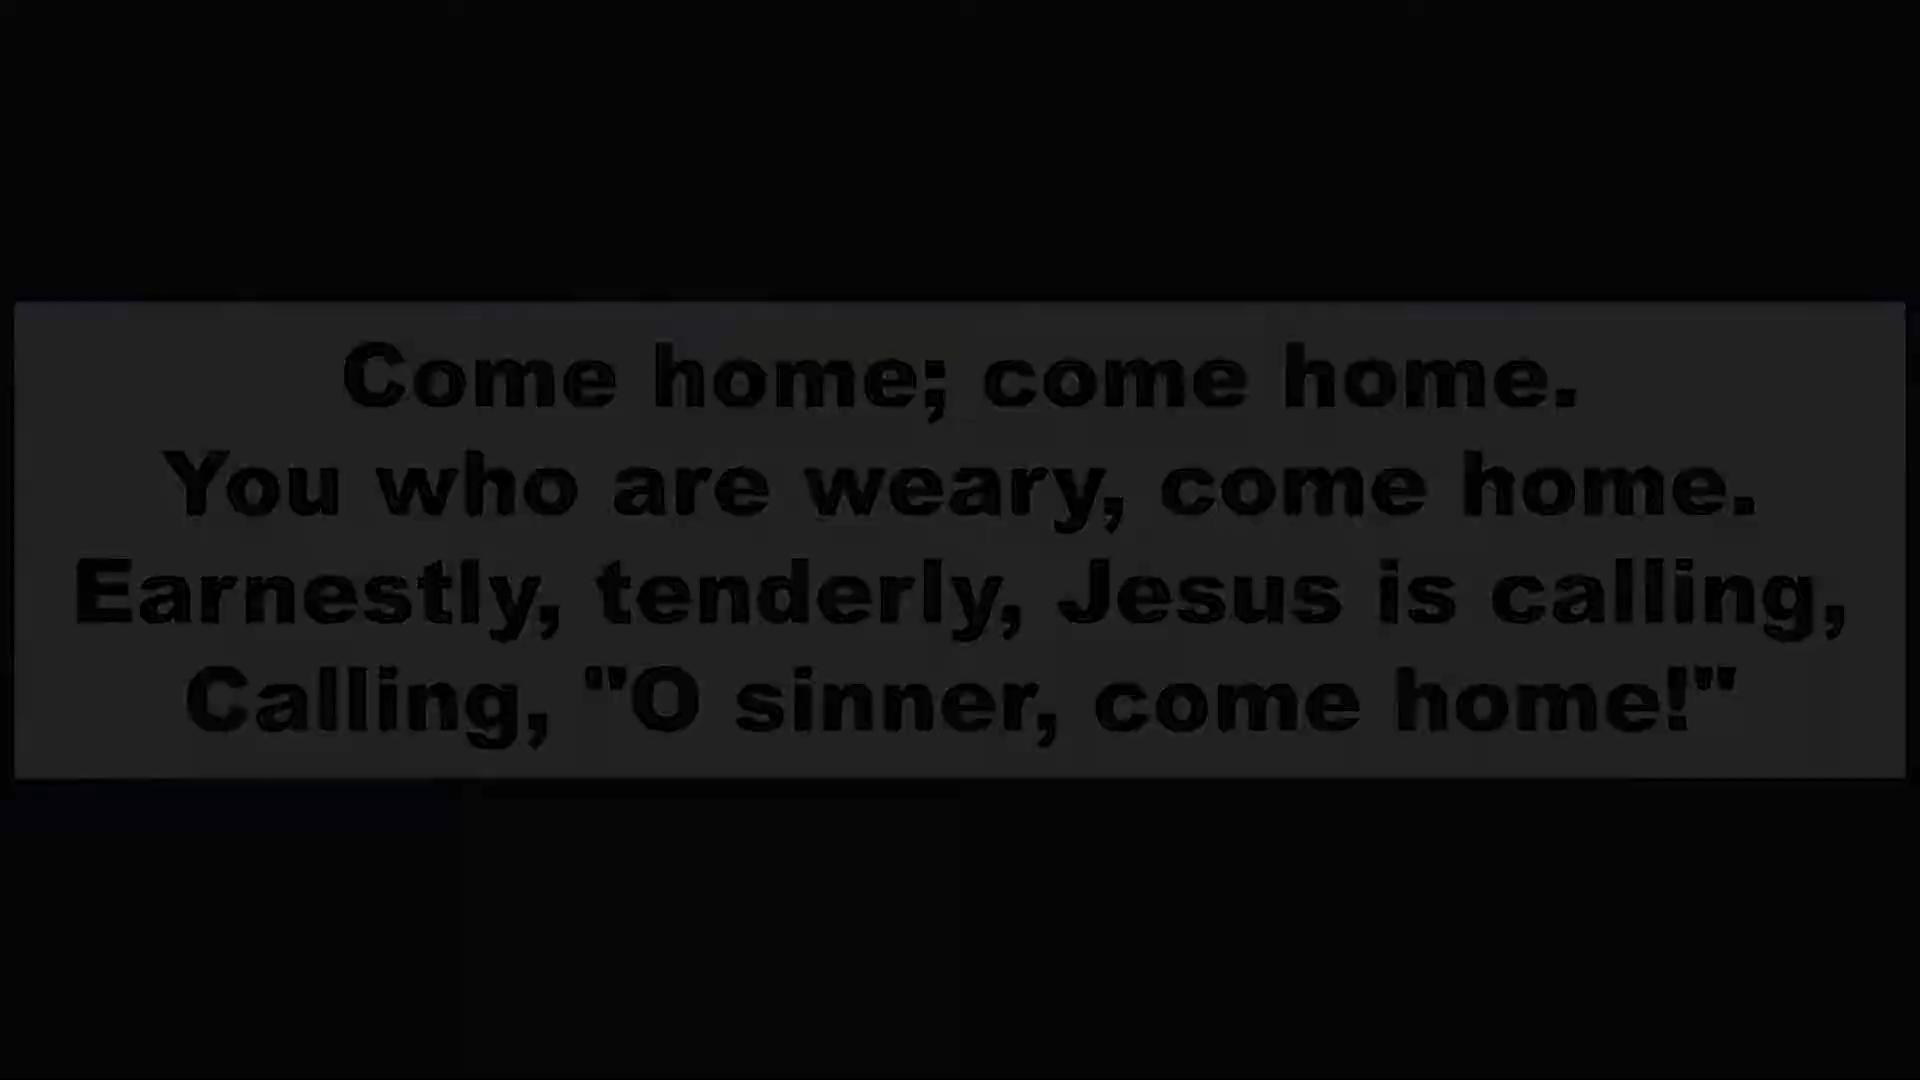 Come home; come home.
You who are weary, come home.
Earnestly, tenderly, Jesus is calling,
Calling, "O sinner, come home!"